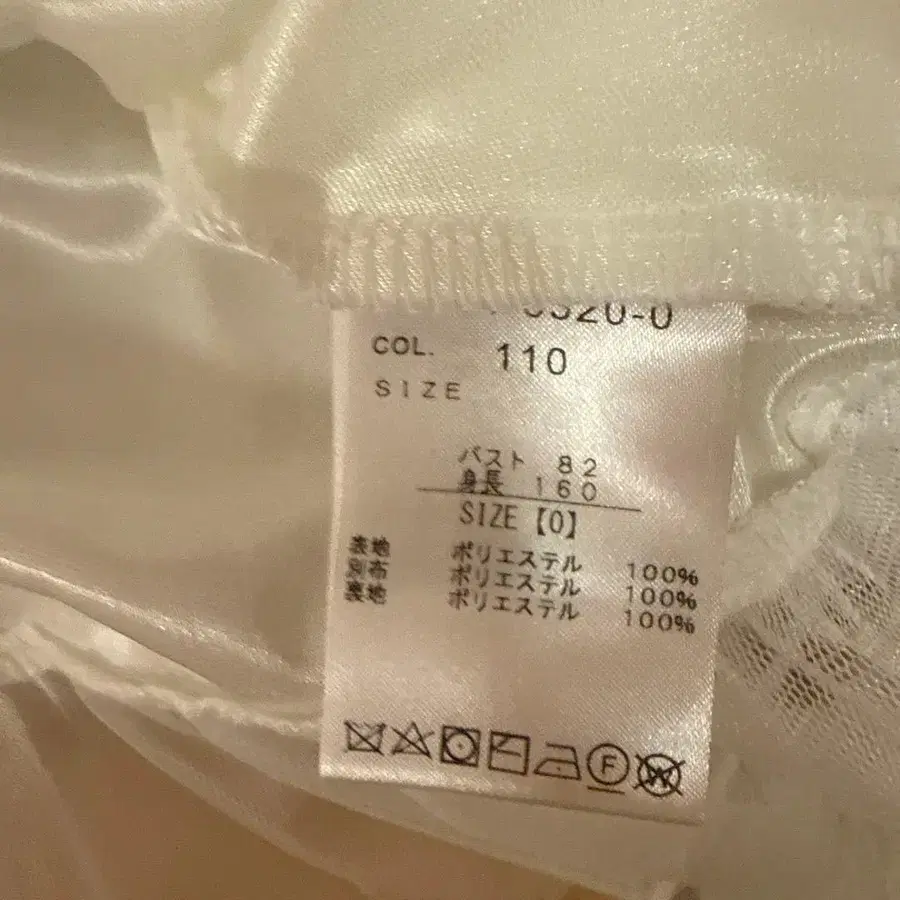 3320-0
COL. 110
SIZE
バスト 82
身長 160
SIZE【0】
表地 ポリエステル 100%
別布 ポリエステル 100%
裏地 ポリエステル 100%
F
W